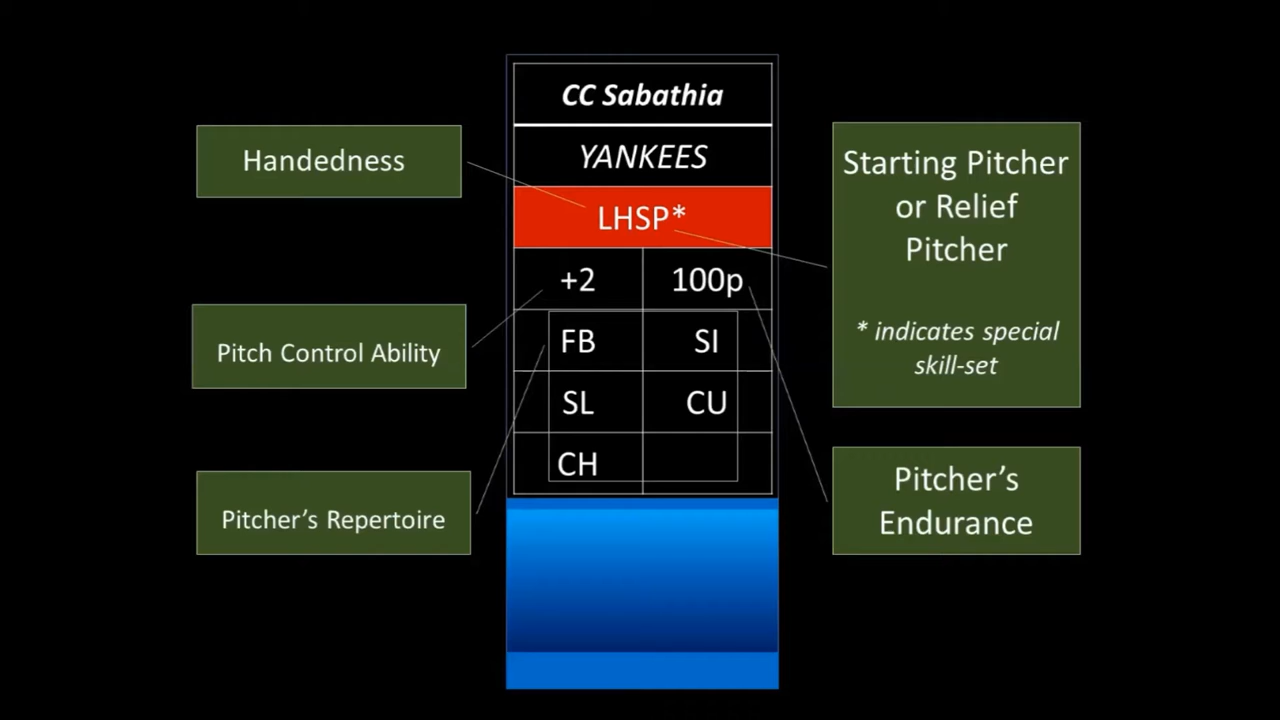 CC Sabathia
YANKEES
LHSP*
+2 100p
FB SI
SL CU
CH
Handedness
Pitch Control Ability
Pitcher's Repertoire
Starting Pitcher
or Relief
Pitcher
* indicates special
skill-set
Pitcher's
Endurance